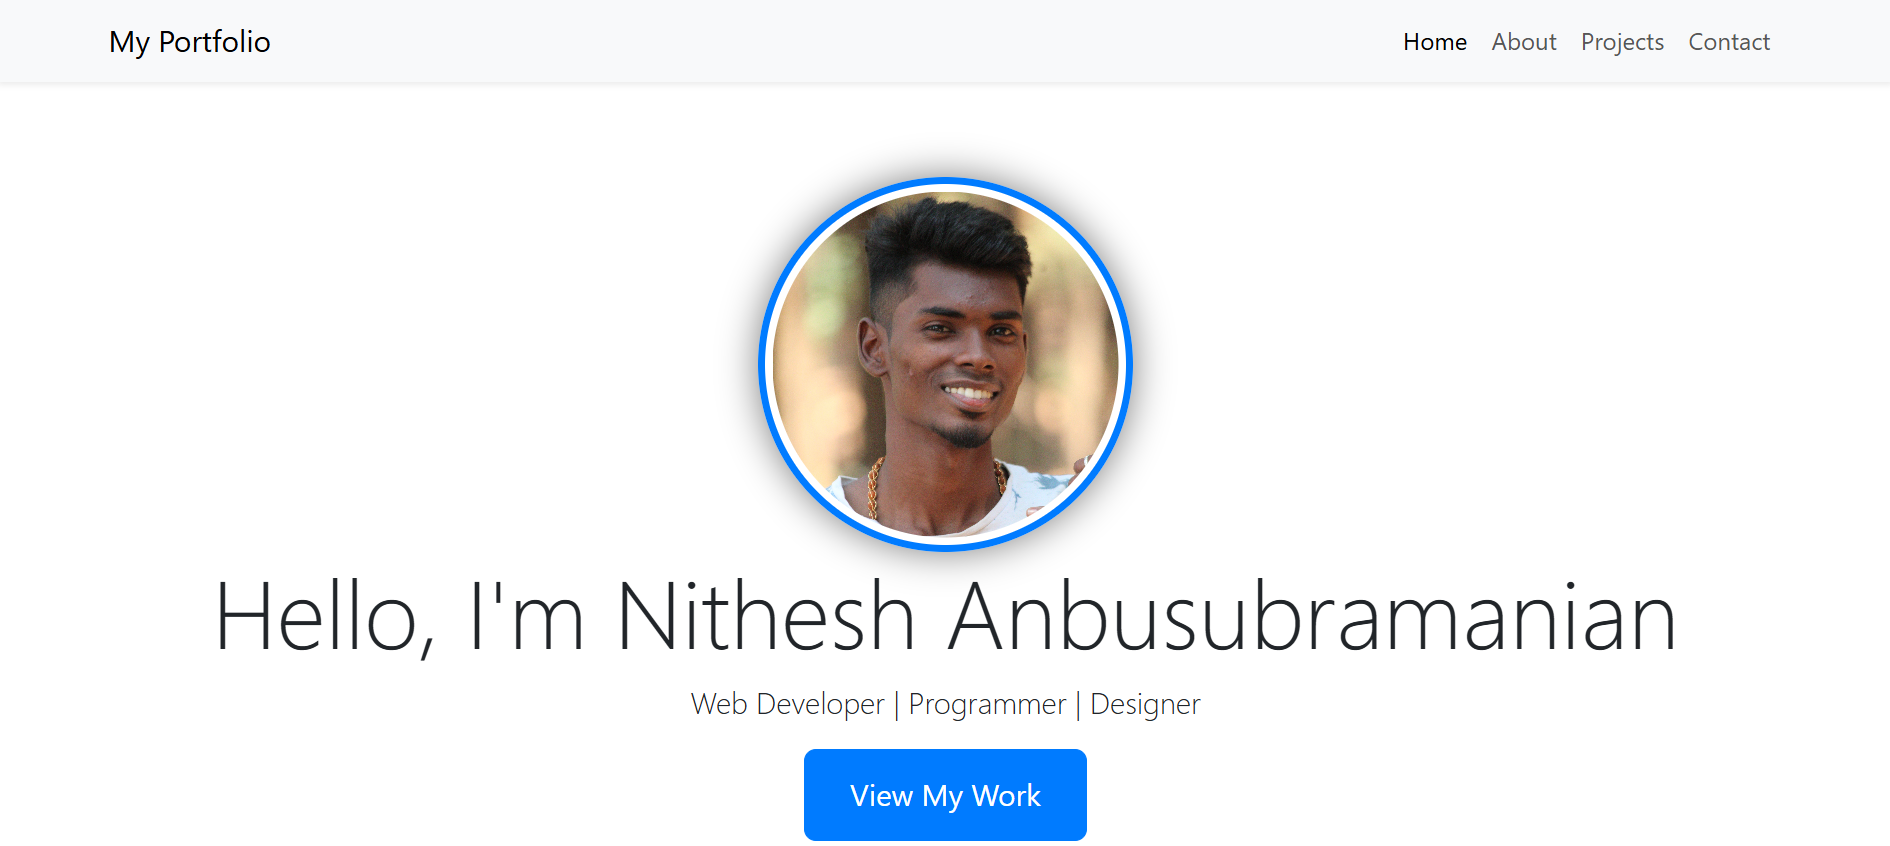 My Portfolio
Home About Projects Contact
Hello, I'm Nithesh Anbusubramanian
Web Developer | Programmer | Designer
View My Work